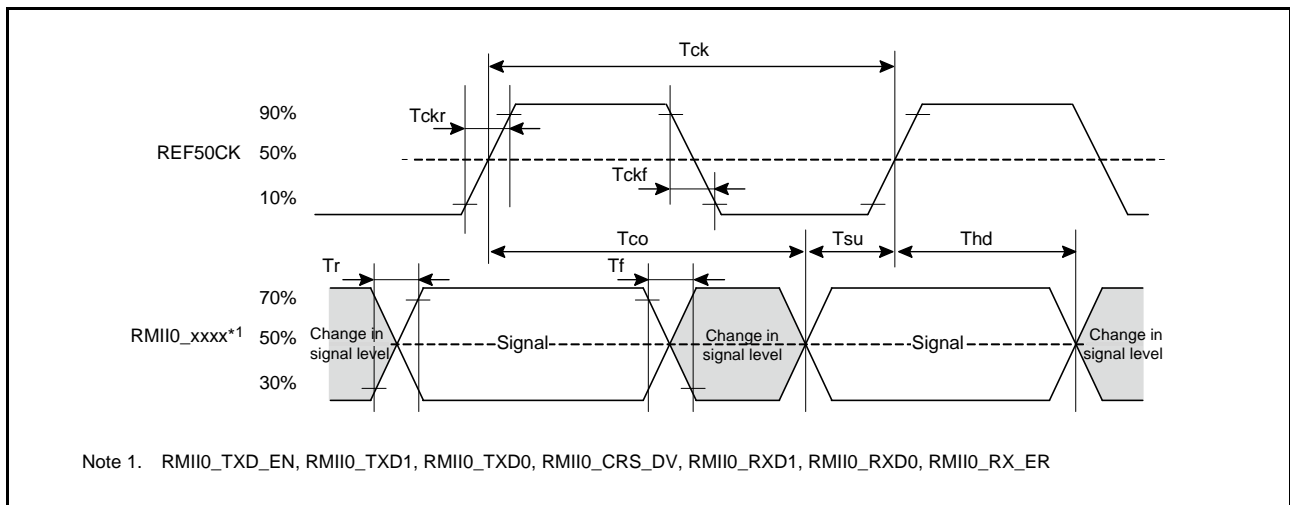 Tck
90%
Tckr
REF50CK
50%
Tckf
10%
Tco
Tsu
Thd
Tr
Tf
70%
RMII0_xxxx*1
50%
Change in
signal level
Signal
Change in
signal level
Signal
Change in
signal level
30%
Note 1. RMII0_TXD_EN, RMII0_TXD1, RMII0_TXD0, RMII0_CRS_DV, RMII0_RXD1, RMII0_RXD0, RMII0_RX_ER